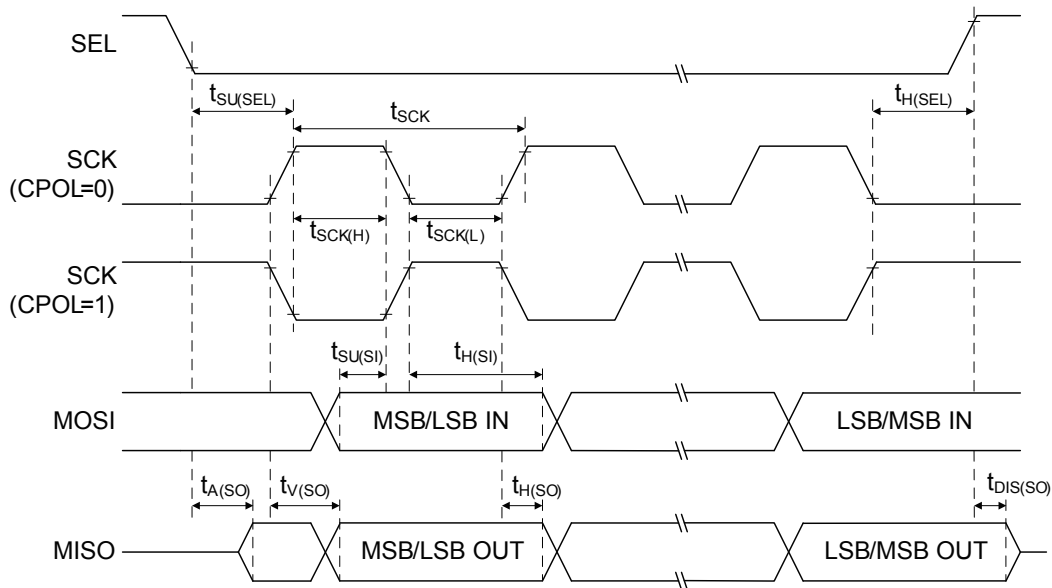 SEL
tSU(SEL)
tSCK
tH(SEL)
SCK
(CPOL=0)
tSCK(H)
tSCK(L)
SCK
(CPOL=1)
tSU(SI)
tH(SI)
MOSI
MSB/LSB IN
LSB/MSB IN
tA(SO)
tV(SO)
tH(SO)
tDIS(SO)
MISO
MSB/LSB OUT
LSB/MSB OUT